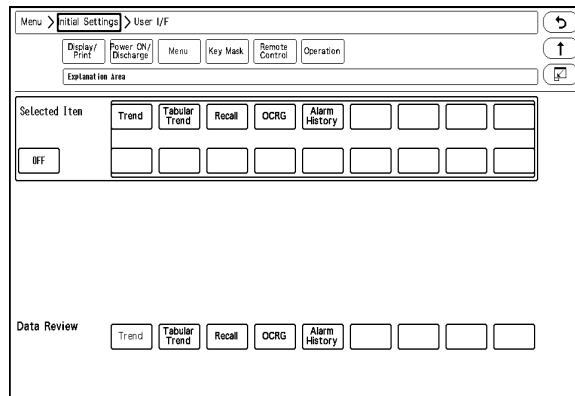 Menu > nitial Settings > User I/F
Display/ Print
Power ON/ Discharge
Menu
Key Mask
Remote Control
Operation
Explanation Area
Selected Item
Trend
Tabular Trend
Recall
OCRG
Alarm History
OFF
Data Review
Trend
Tabular Trend
Recall
OCRG
Alarm History